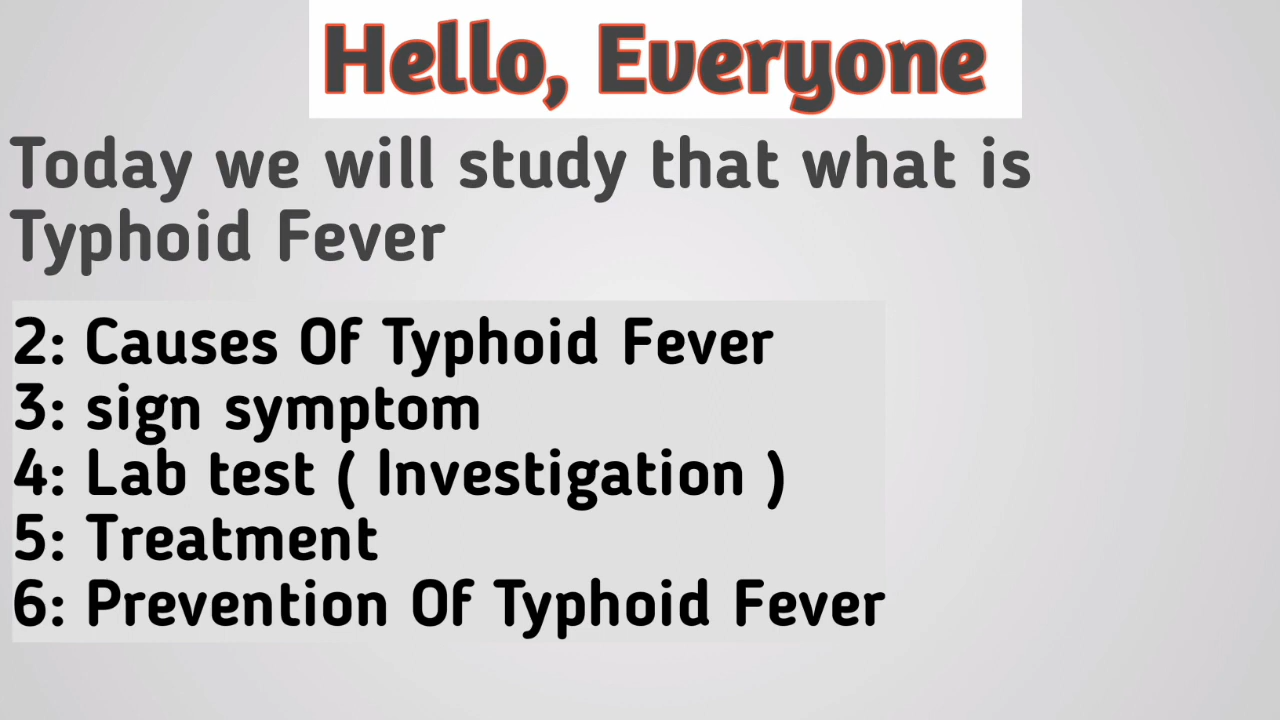 Hello, Everyone
Today we will study that what is
Typhoid Fever
2: Causes Of Typhoid Fever
3: sign symptom
4: Lab test ( Investigation )
5: Treatment
6: Prevention Of Typhoid Fever